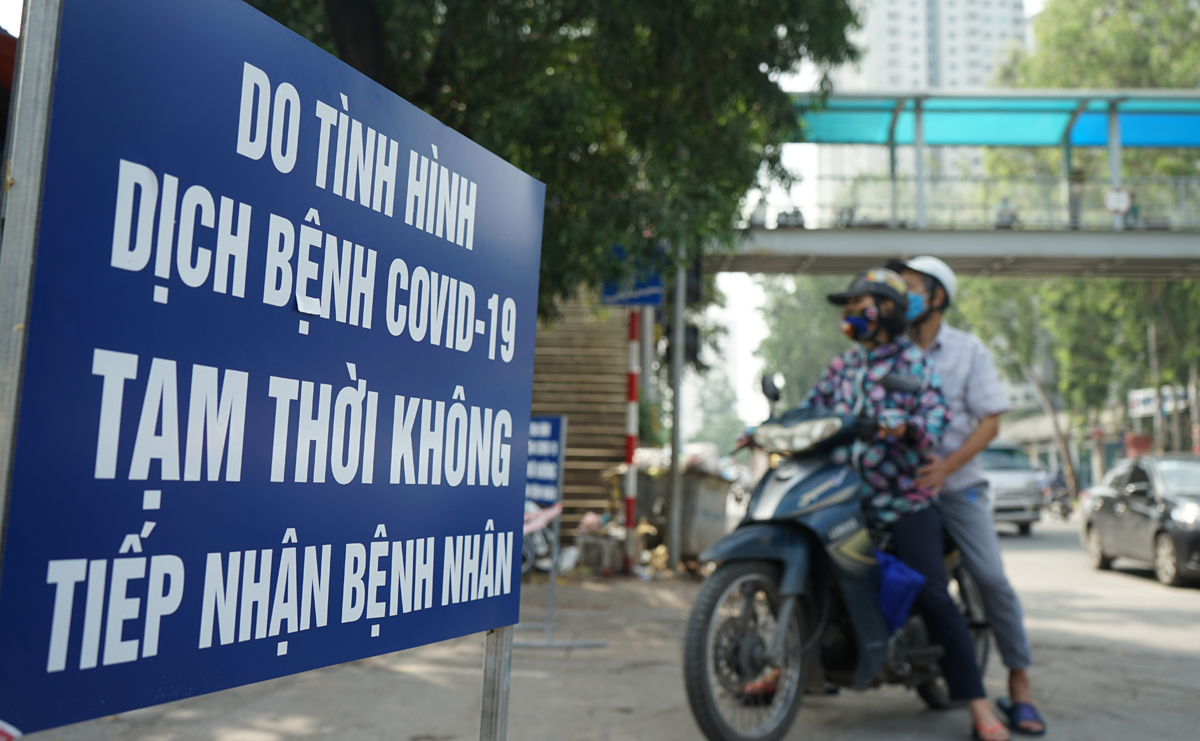 DO TÌNH HÌNH
DỊCH BỆNH COVID-19
TẠM THỜI KHÔNG
TIẾP NHẬN BỆNH NHÂN